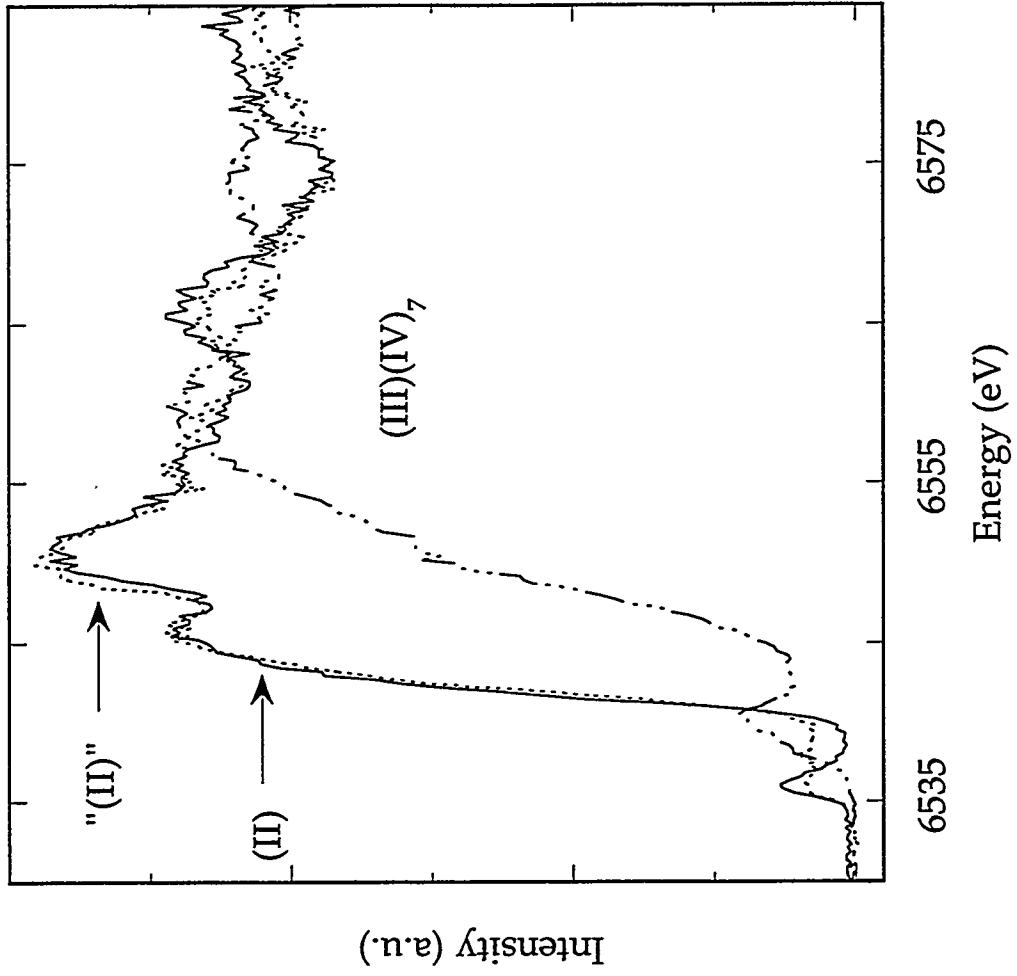 Intensity (a.u.)
"(II)"
(II)
(III)(IV)7
6535
6555
6575
Energy (eV)